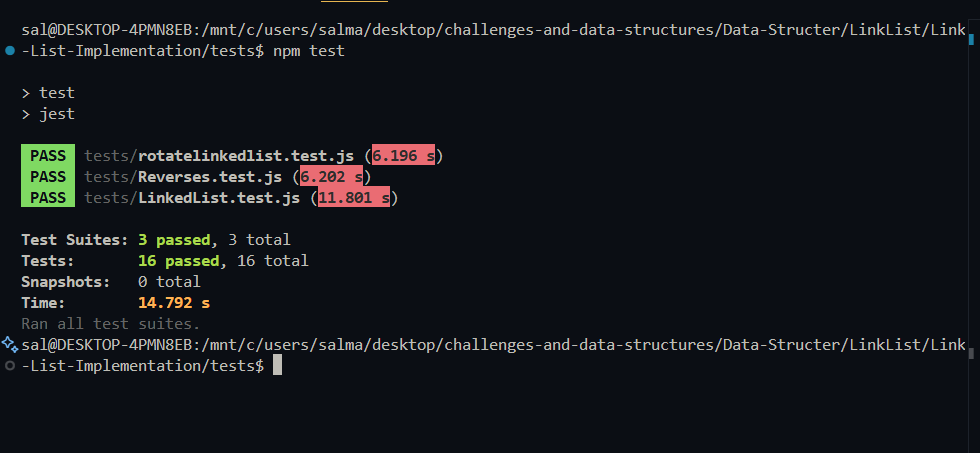 sal@DESKTOP-4PMN8EB:/mnt/c/users/salma/desktop/challenges-and-data-structures/Data-Structer/LinkList/Link
-List-Implementation/tests$ npm test
> test
> jest
PASS tests/rotatelinkedlist.test.js (6.196 s)
PASS tests/Reverses.test.js (6.202 s)
PASS tests/LinkedList.test.js (11.801 s)
Test Suites: 3 passed, 3 total
Tests: 16 passed, 16 total
Snapshots: 0 total
Time: 14.792 s
Ran all test suites.
sal@DESKTOP-4PMN8EB:/mnt/c/users/salma/desktop/challenges-and-data-structures/Data-Structer/LinkList/Link
-List-Implementation/tests$